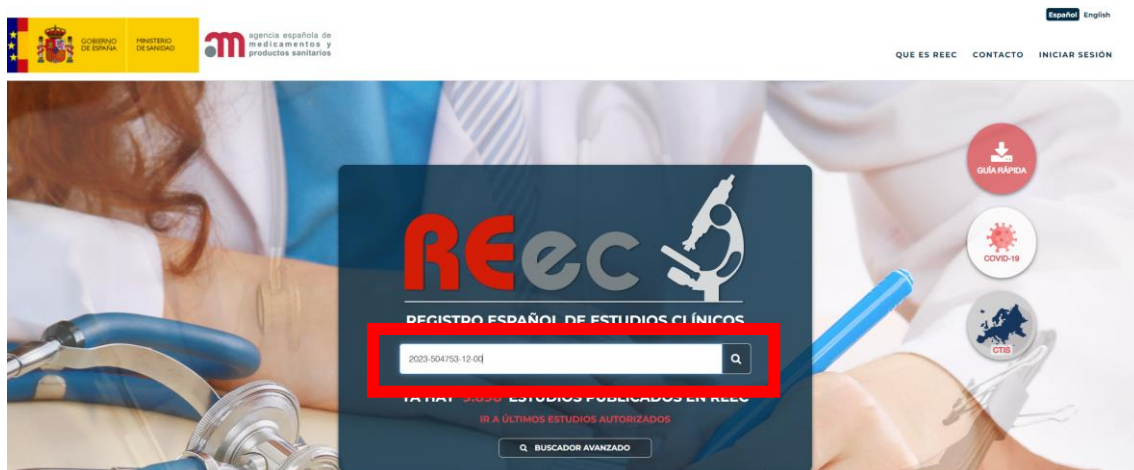 Español English
GOBIERNO DE ESPAÑA
MINISTERIO DE SANIDAD
agencia española de
medicamentos y
productos sanitarios
QUE ES REEC CONTACTO INICIAR SESIÓN
GUÍA RÁPIDA
COVID-19
CTIS
REec
REGISTRO ESPAÑOL DE ESTUDIOS CLÍNICOS
2023-504753-12-00
YA HAY ESTUDIOS PUBLICADOS EN REEC
IR A ÚLTIMOS ESTUDIOS AUTORIZADOS
BUSCADOR AVANZADO